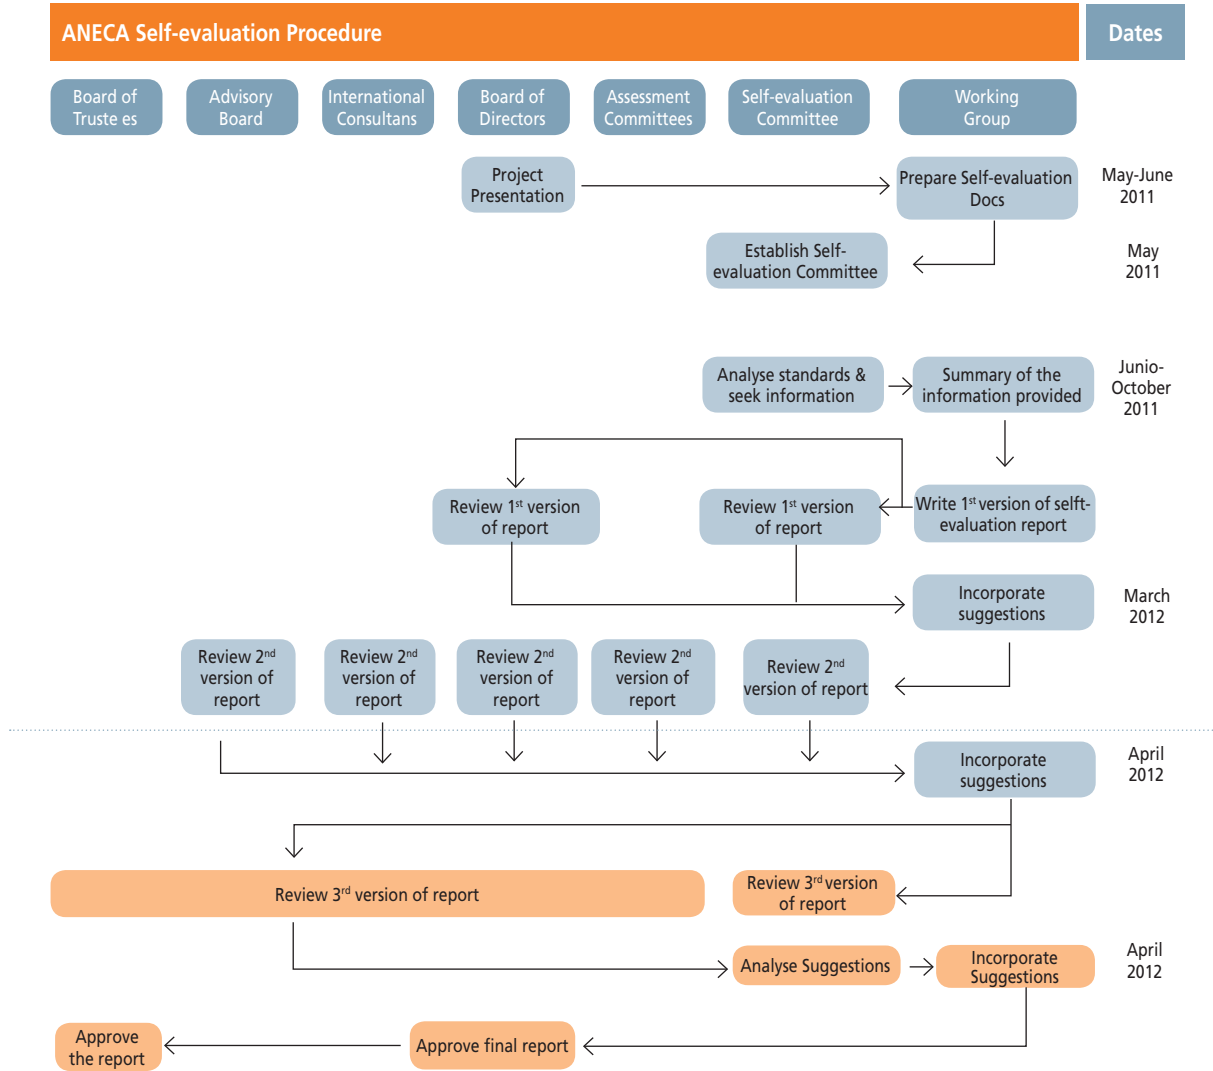 ANECA Self-evaluation Procedure
Dates
Board of
Truste es
Advisory
Board
International
Consultans
Board of
Directors
Assessment
Committees
Self-evaluation
Committee
Working
Group
Project
Presentation
Prepare Self-evaluation
Docs
May-June
2011
Establish Self-
evaluation Committee
May
2011
Analyse standards &
seek information
Summary of the
information provided
Junio-
October
2011
Review 1st version
of report
Review 1st version
of report
Write 1st version of selft-
evaluation report
Incorporate
suggestions
March
2012
Review 2nd
version of
report
Review 2nd
version of
report
Review 2nd
version of
report
Review 2nd
version of
report
Review 2nd
version of report
Incorporate
suggestions
April
2012
Review 3rd version of report
Review 3rd version
of report
Analyse Suggestions
Incorporate
Suggestions
April
2012
Approve
the report
Approve final report